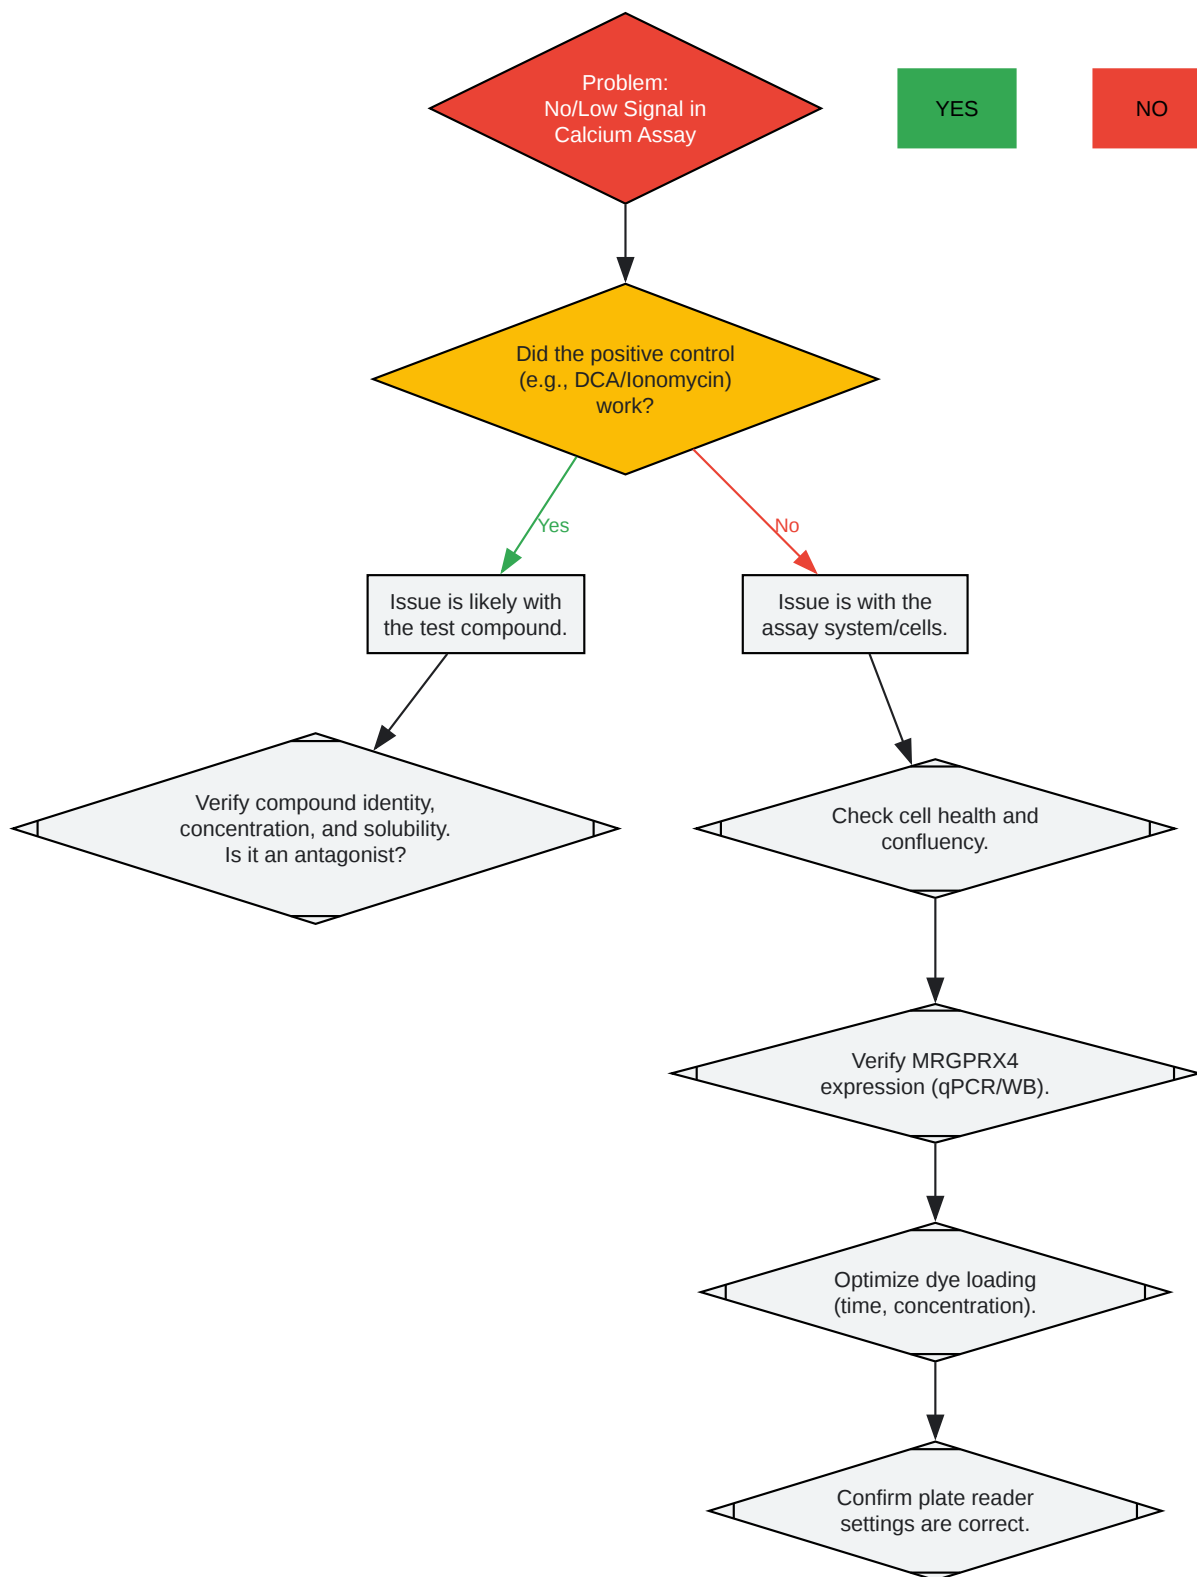 Problem:
No/Low Signal in
Calcium Assay
YES
NO
Did the positive control
(e.g., DCA/Ionomycin)
work?
Yes
No
Issue is likely with
the test compound.
Issue is with the
assay system/cells.
Verify compound identity,
concentration, and solubility.
Is it an antagonist?
Check cell health and
confluency.
Verify MRGPRX4
expression (qPCR/WB).
Optimize dye loading
(time, concentration).
Confirm plate reader
settings are correct.